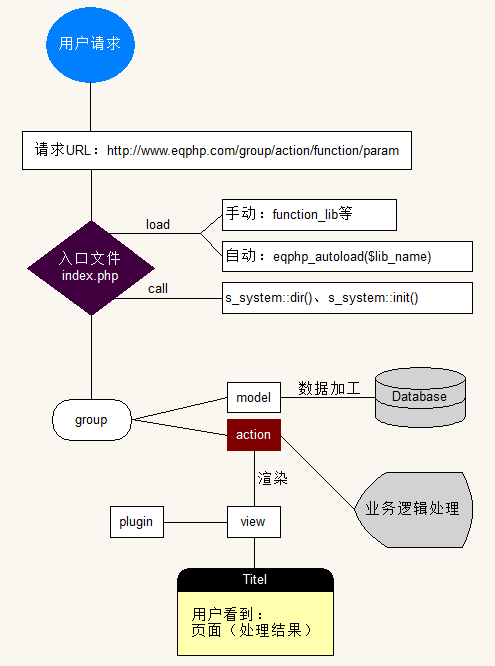 用户请求
请求URL：http://www.eqphp.com/group/action/function/param
load
手动：function_lib等
入口文件
index.php
自动：eqphp_autoload($lib_name)
call
s_system::dir()、s_system::init()
group
model
数据加工
Database
action
渲染
业务逻辑处理
plugin
view
Titel
用户看到：
页面（处理结果）